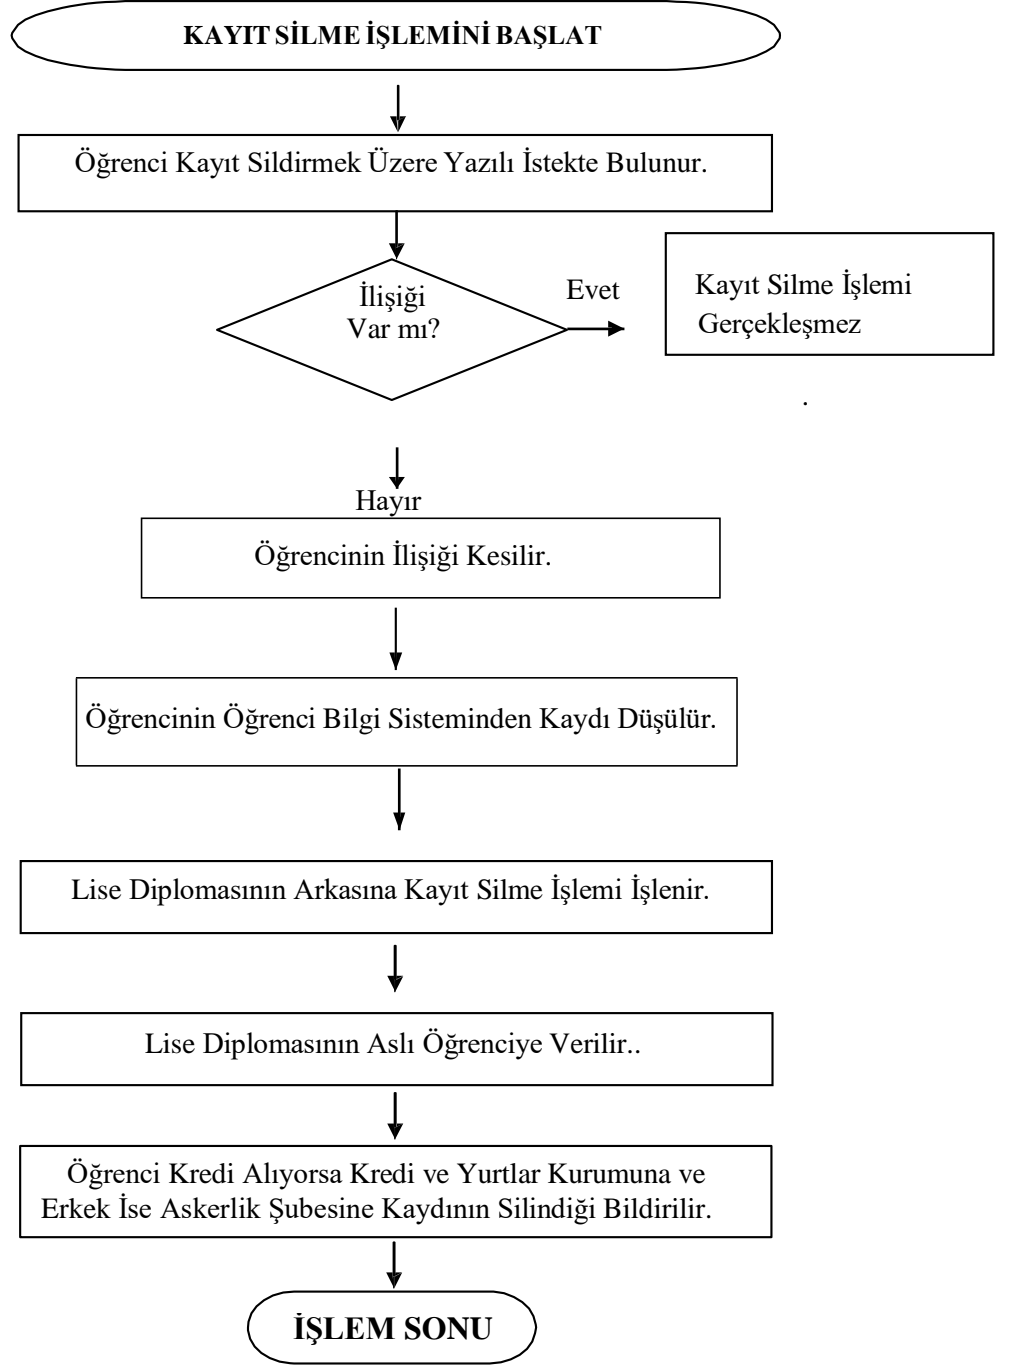 KAYIT SİLME İŞLEMİNİ BAŞLAT
Öğrenci Kayıt Sildirmek Üzere Yazılı İstekte Bulunur.
İlişiği
Var mı?
Evet
Kayıt Silme İşlemi
Gerçekleşmez
.
Hayır
Öğrencinin İlişiği Kesilir.
Öğrencinin Öğrenci Bilgi Sisteminden Kaydı Düşülür.
Lise Diplomasının Arkasına Kayıt Silme İşlemi İşlenir.
Lise Diplomasının Aslı Öğrenciye Verilir..
Öğrenci Kredi Alıyorsa Kredi ve Yurtlar Kurumuna ve
Erkek İse Askerlik Şubesine Kaydının Silindiği Bildirilir.
İŞLEM SONU